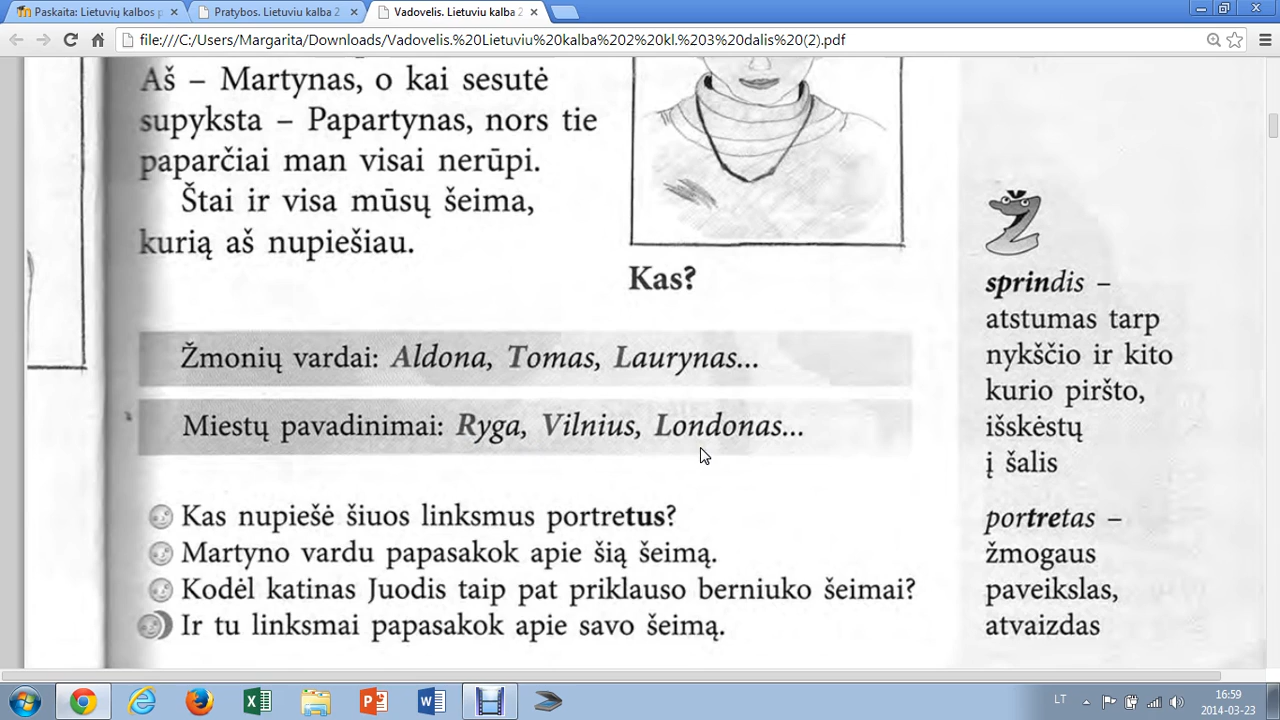 Paskaita: Lietuvių kalbos p
Pratybos. Lietuviu kalba 2
Vadovelis. Lietuviu kalba 2
file:///C:/Users/Margarita/Downloads/Vadovelis.%20Lietuviu%20kalba%202%20kl.%203%20dalis%20(2).pdf
Aš – Martynas, o kai sesutė
supyksta – Papartynas, nors tie
paparčiai man visai nerūpi.
Štai ir visa mūsų šeima,
kurią aš nupiešiau.
Kas?
Žmonių vardai: Aldona, Tomas, Laurynas...
Miestų pavadinimai: Ryga, Vilnius, Londonas...
Kas nupiešė šiuos linksmus portretus?
Martyno vardu papasakok apie šią šeimą.
Kodėl katinas Juodis taip pat priklauso berniuko šeimai?
Ir tu linksmai papasakok apie savo šeimą.
Ž
sprindis –
atstumas tarp
nykščio ir kito
kurio piršto,
išskėstų
į šalis
portretas –
žmogaus
paveikslas,
atvaizdas
LT
16:59
2014-03-23